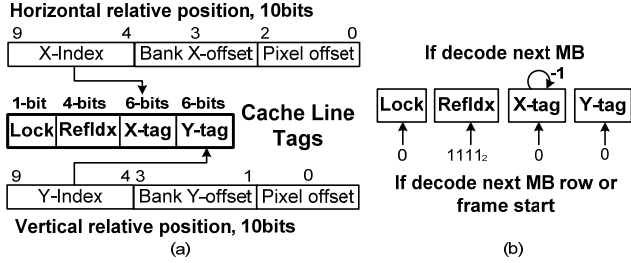 Horizontal relative position, 10bits
9 4 3 2 0
X-Index Bank X-offset Pixel offset
1-bit 4-bits 6-bits 6-bits
Lock RefIdx X-tag Y-tag
Cache Line
Tags
9 4 3 1 0
Y-Index Bank Y-offset Pixel offset
Vertical relative position, 10bits
(a)
If decode next MB
-1
Lock RefIdx X-tag Y-tag
0 1111₂ 0 0
If decode next MB row or
frame start
(b)